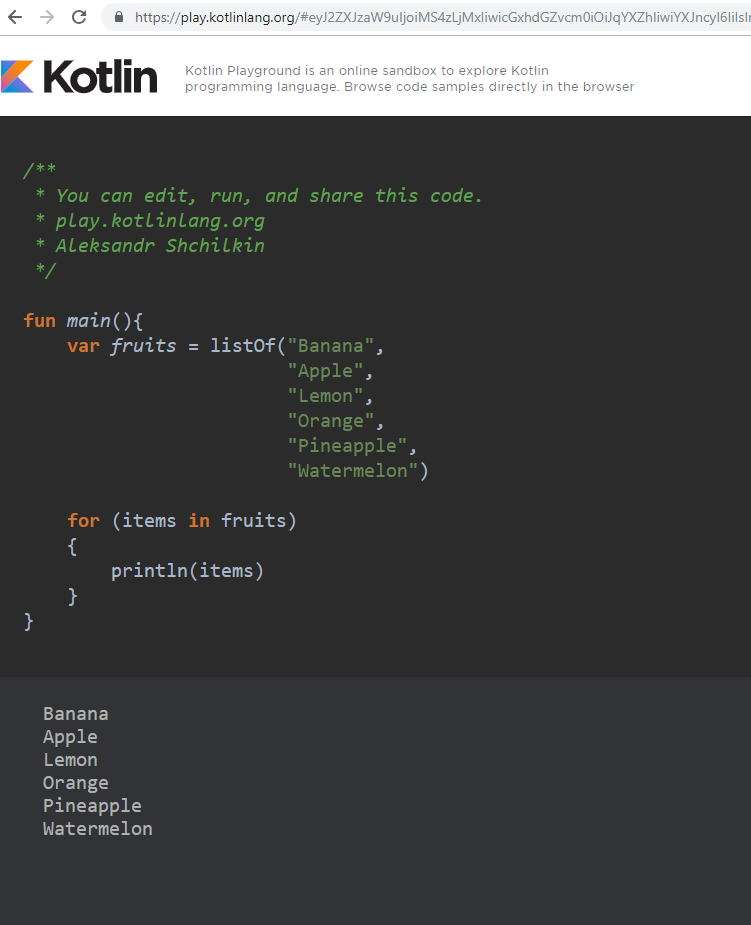 https://play.kotlinlang.org/
Kotlin
Kotlin Playground is an online sandbox to explore Kotlin
programming language. Browse code samples directly in the browser
/**
 * You can edit, run, and share this code.
 * play.kotlinlang.org
 * Aleksandr Shchilkin
 */
fun main(){
    var fruits = listOf("Banana",
                        "Apple",
                        "Lemon",
                        "Orange",
                        "Pineapple",
                        "Watermelon")
    for (items in fruits)
    {
        println(items)
    }
}
Banana
Apple
Lemon
Orange
Pineapple
Watermelon